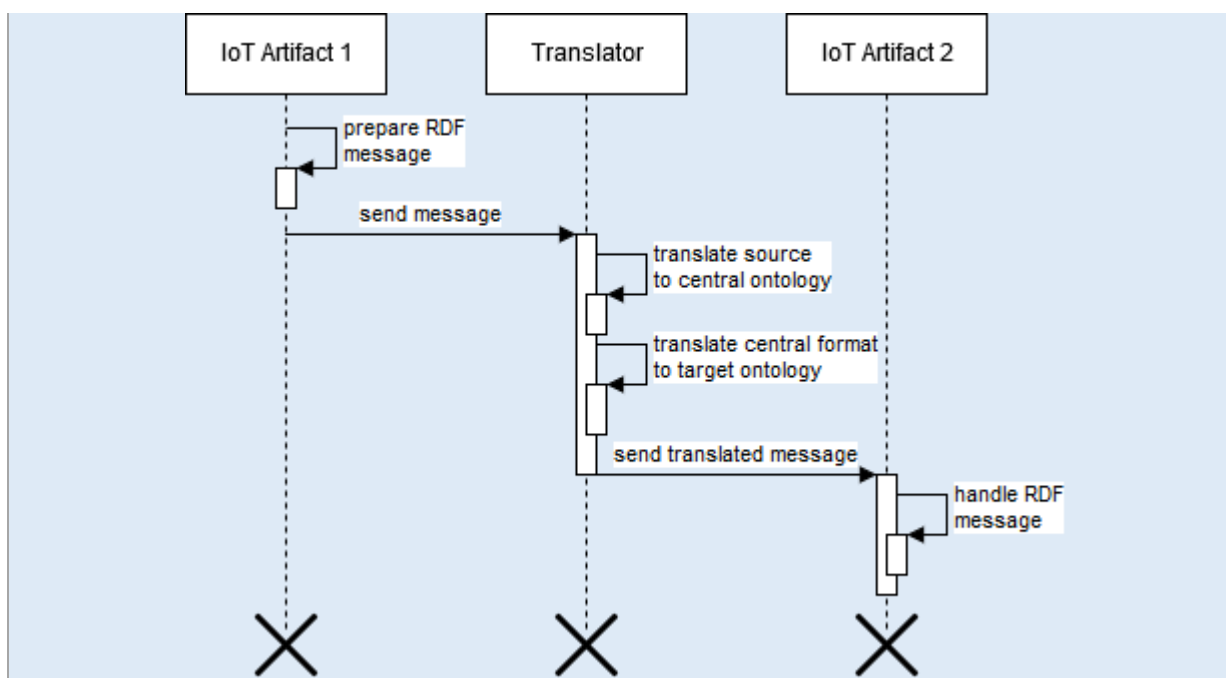 IoT Artifact 1
Translator
IoT Artifact 2
prepare RDF
message
send message
translate source
to central ontology
translate central format
to target ontology
send translated message
handle RDF
message